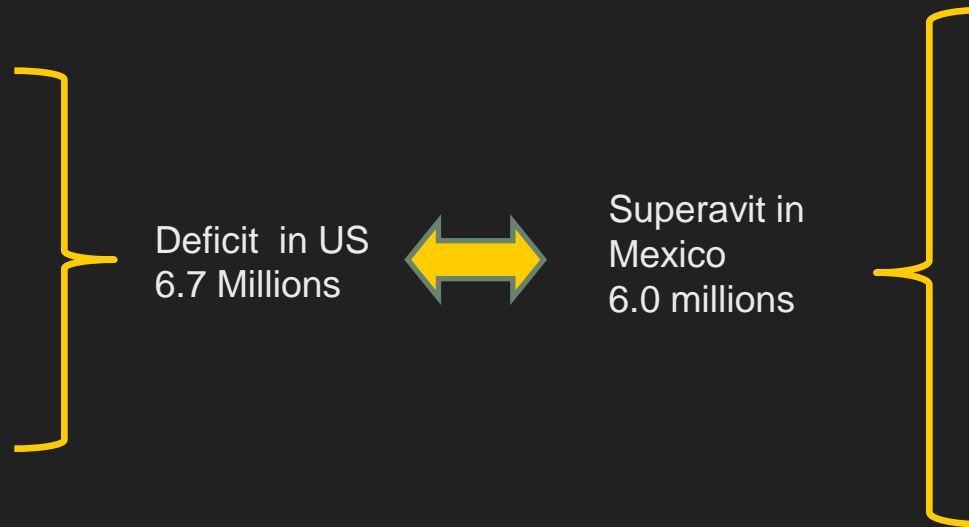 Deficit  in US
6.7 Millions
Superavit in
Mexico
6.0 millions